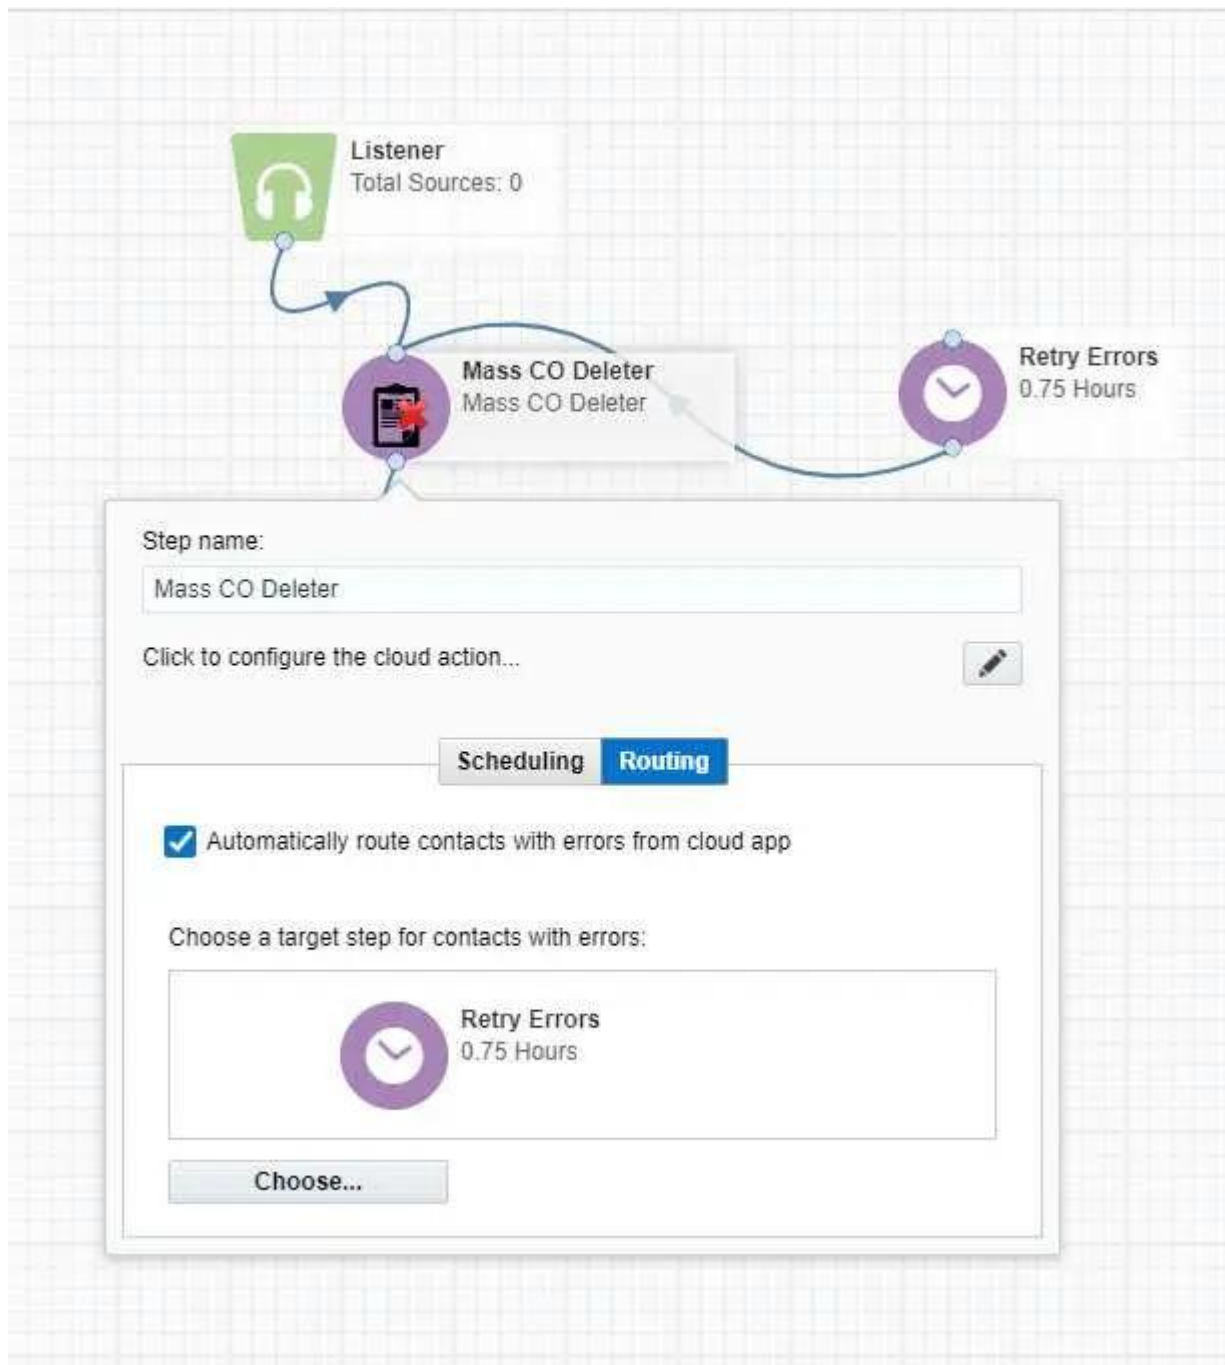 Listener
Total Sources: 0
Mass CO Deleter
Mass CO Deleter
Retry Errors
0.75 Hours
Step name:
Mass CO Deleter
Click to configure the cloud action...
Scheduling Routing
Automatically route contacts with errors from cloud app
Choose a target step for contacts with errors:
Retry Errors
0.75 Hours
Choose...